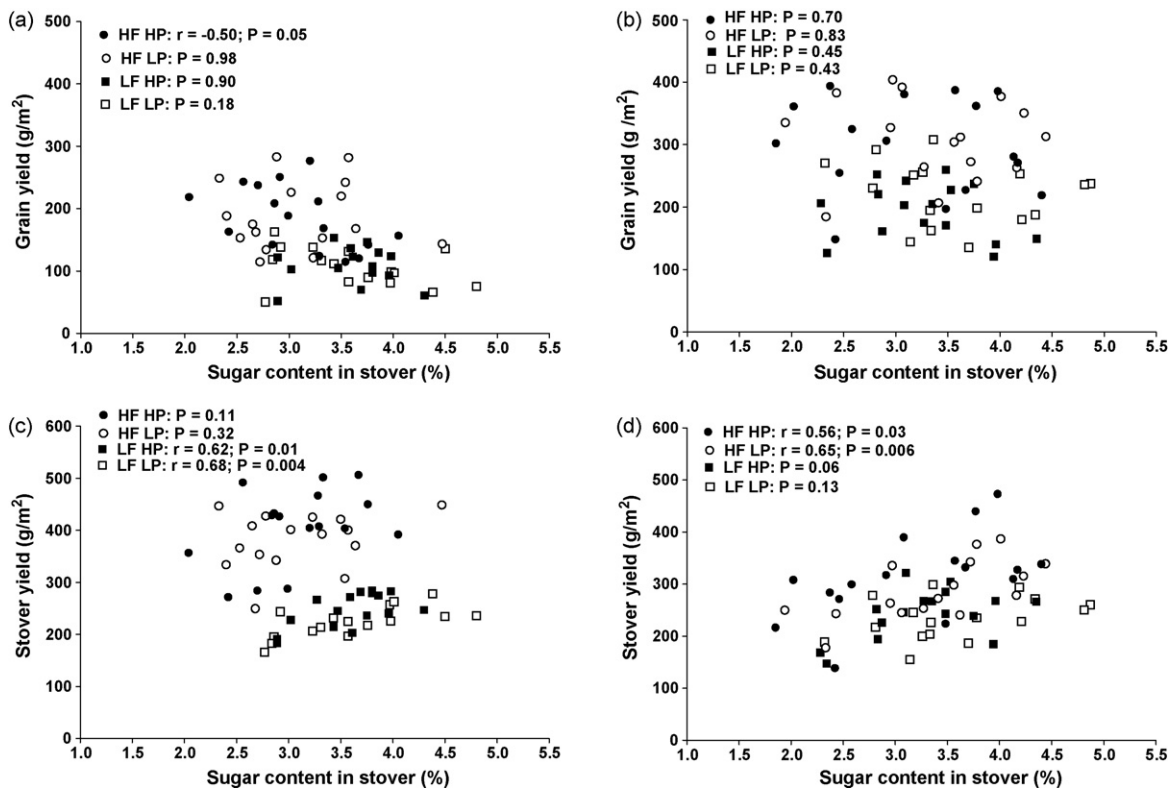 (a)
500
400
300
200
100
0
Grain yield (g/m²)
HF HP: r = -0.50; P = 0.05
HF LP: P = 0.98
LF HP: P = 0.90
LF LP: P = 0.18
1.0 1.5 2.0 2.5 3.0 3.5 4.0 4.5 5.0 5.5
Sugar content in stover (%)
(b)
500
400
300
200
100
0
Grain yield (g /m²)
HF HP: P = 0.70
HF LP: P = 0.83
LF HP: P = 0.45
LF LP: P = 0.43
1.0 1.5 2.0 2.5 3.0 3.5 4.0 4.5 5.0 5.5
Sugar content in stover (%)
(c)
600
500
400
300
200
100
0
Stover yield (g/m²)
HF HP: P = 0.11
HF LP: P = 0.32
LF HP: r = 0.62; P = 0.01
LF LP: r = 0.68; P = 0.004
1.0 1.5 2.0 2.5 3.0 3.5 4.0 4.5 5.0 5.5
Sugar content in stover (%)
(d)
600
500
400
300
200
100
0
Stover yield (g/m²)
HF HP: r = 0.56; P = 0.03
HF LP: r = 0.65; P = 0.006
LF HP: P = 0.06
LF LP: P = 0.13
1.0 1.5 2.0 2.5 3.0 3.5 4.0 4.5 5.0 5.5
Sugar content in stover (%)